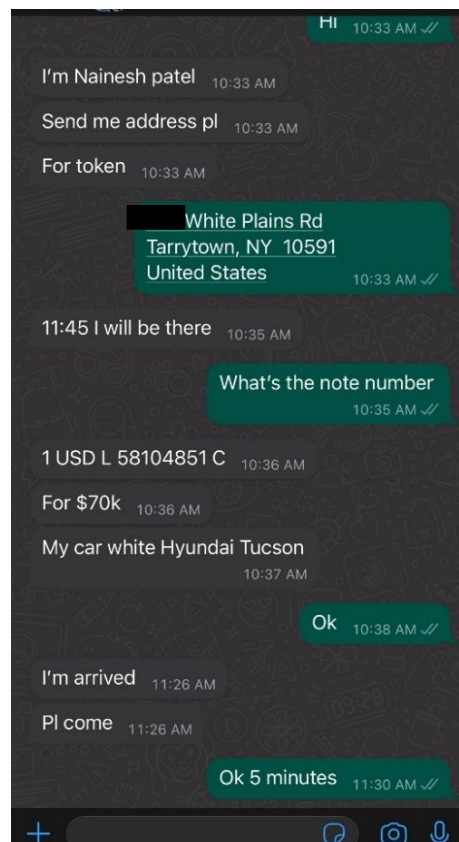 Hi 10:33 AM
I'm Nainesh patel 10:33 AM
Send me address pl 10:33 AM
For token 10:33 AM
White Plains Rd
Tarrytown, NY 10591
United States 10:33 AM
11:45 I will be there 10:35 AM
What's the note number
10:35 AM
1 USD L 58104851 C 10:36 AM
For $70k 10:36 AM
My car white Hyundai Tucson
10:37 AM
Ok 10:38 AM
I'm arrived 11:26 AM
Pl come 11:26 AM
Ok 5 minutes 11:30 AM